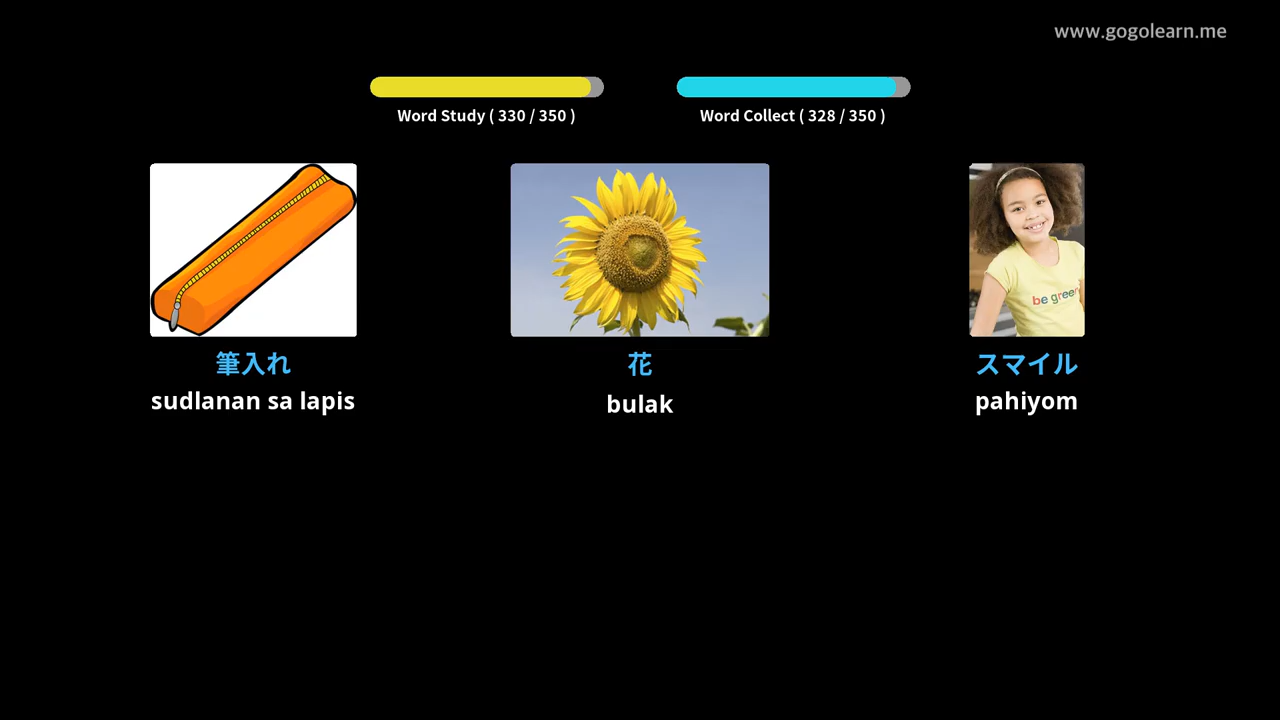 www.gogolearn.me
Word Study ( 330 / 350 )
Word Collect ( 328 / 350 )
be green
筆入れ
花
スマイル
sudlanan sa lapis
bulak
pahiyom